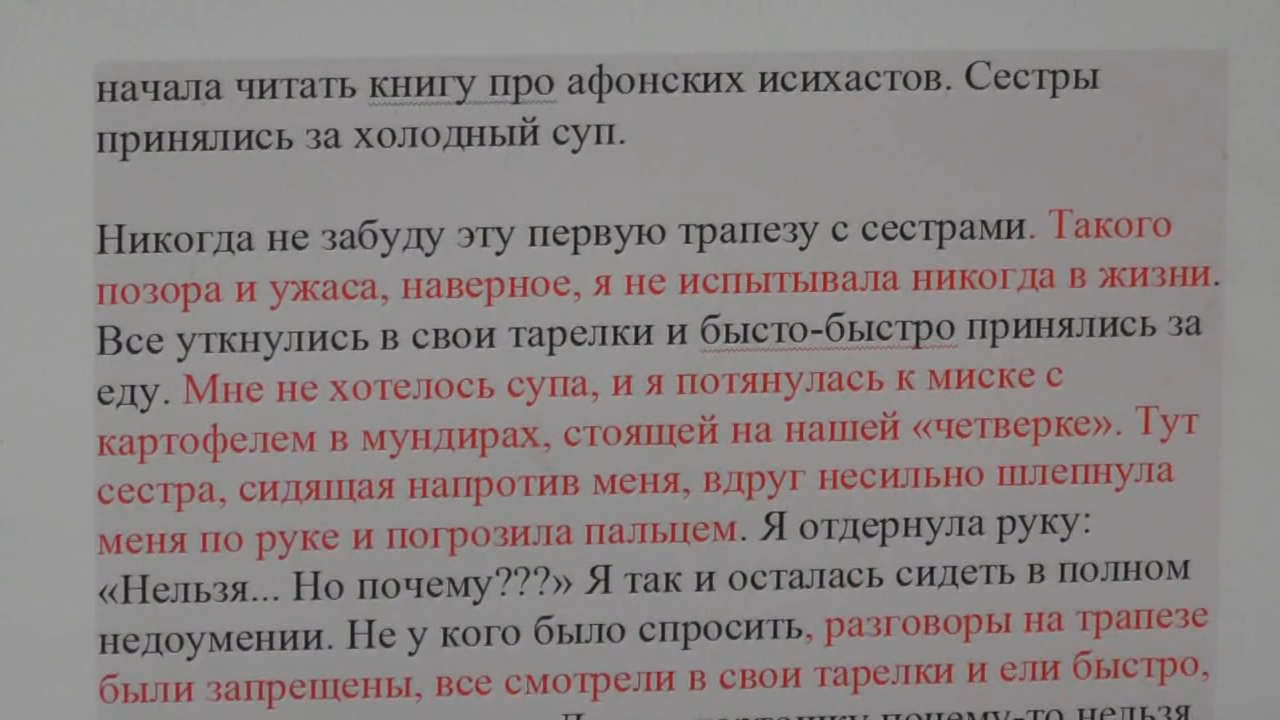 начала читать книгу про афонских исихастов. Сестры
принялись за холодный суп.
Никогда не забуду эту первую трапезу с сестрами. Такого
позора и ужаса, наверное, я не испытывала никогда в жизни.
Все уткнулись в свои тарелки и бысто-быстро принялись за
еду. Мне не хотелось супа, и я потянулась к миске с
картофелем в мундирах, стоящей на нашей «четверке». Тут
сестра, сидящая напротив меня, вдруг несильно шлепнула
меня по руке и погрозила пальцем. Я отдернула руку:
«Нельзя... Но почему???» Я так и осталась сидеть в полном
недоумении. Не у кого было спросить, разговоры на трапезе
были запрещены, все смотрели в свои тарелки и ели быстро,
почему-то нельзя